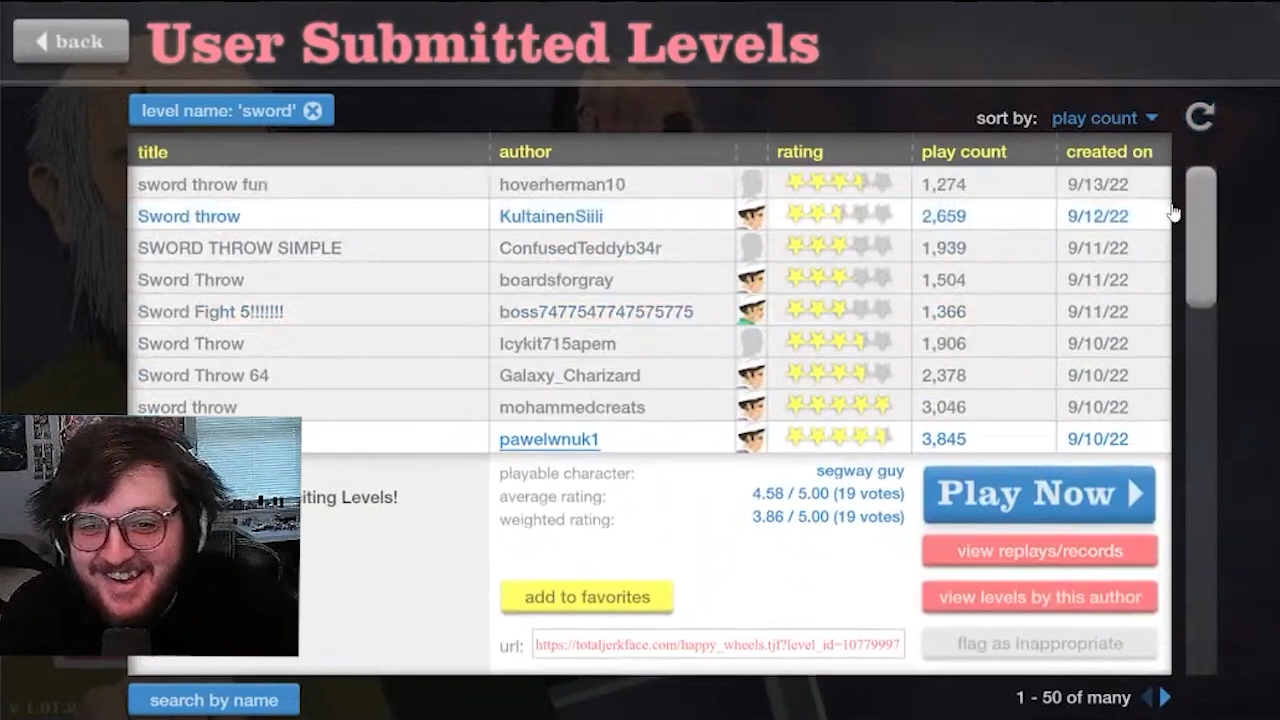 back
User Submitted Levels
level name: 'sword'
sort by: play count
title author rating play count created on
sword throw fun hoverherman10 1,274 9/13/22
Sword throw KultainenSiili 2,659 9/12/22
SWORD THROW SIMPLE ConfusedTeddyb34r 1,939 9/11/22
Sword Throw boardsforgray 1,504 9/11/22
Sword Fight 5!!!!!!! boss7477547747575775 1,366 9/11/22
Sword Throw Icykit715apern 1,906 9/10/22
Sword Throw 64 Galaxy_Charizard 2,378 9/10/22
sword throw mohammedcreats 3,046 9/10/22
pawelwnuk1 3,845 9/10/22
iting Levels!
playable character: segway guy
average rating: 4.58 / 5.00 (19 votes)
weighted rating: 3.86 / 5.00 (19 votes)
Play Now
view replays/records
add to favorites
view levels by this author
url: https://totaljerkface.com/happy_wheels.tjf?level_id=10779997
flag as inappropriate
search by name
1 - 50 of many